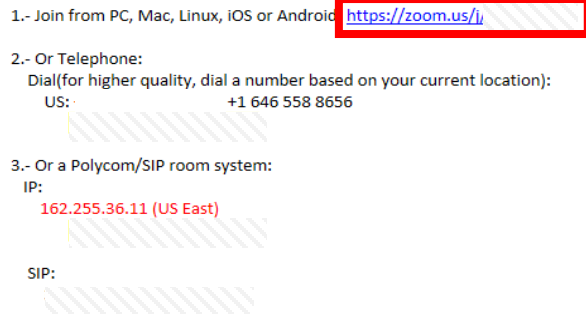 1.- Join from PC, Mac, Linux, iOS or Android https://zoom.us/j/
2.- Or Telephone:
Dial(for higher quality, dial a number based on your current location):
US: +1 646 558 8656
3.- Or a Polycom/SIP room system:
IP:
162.255.36.11 (US East)
SIP: